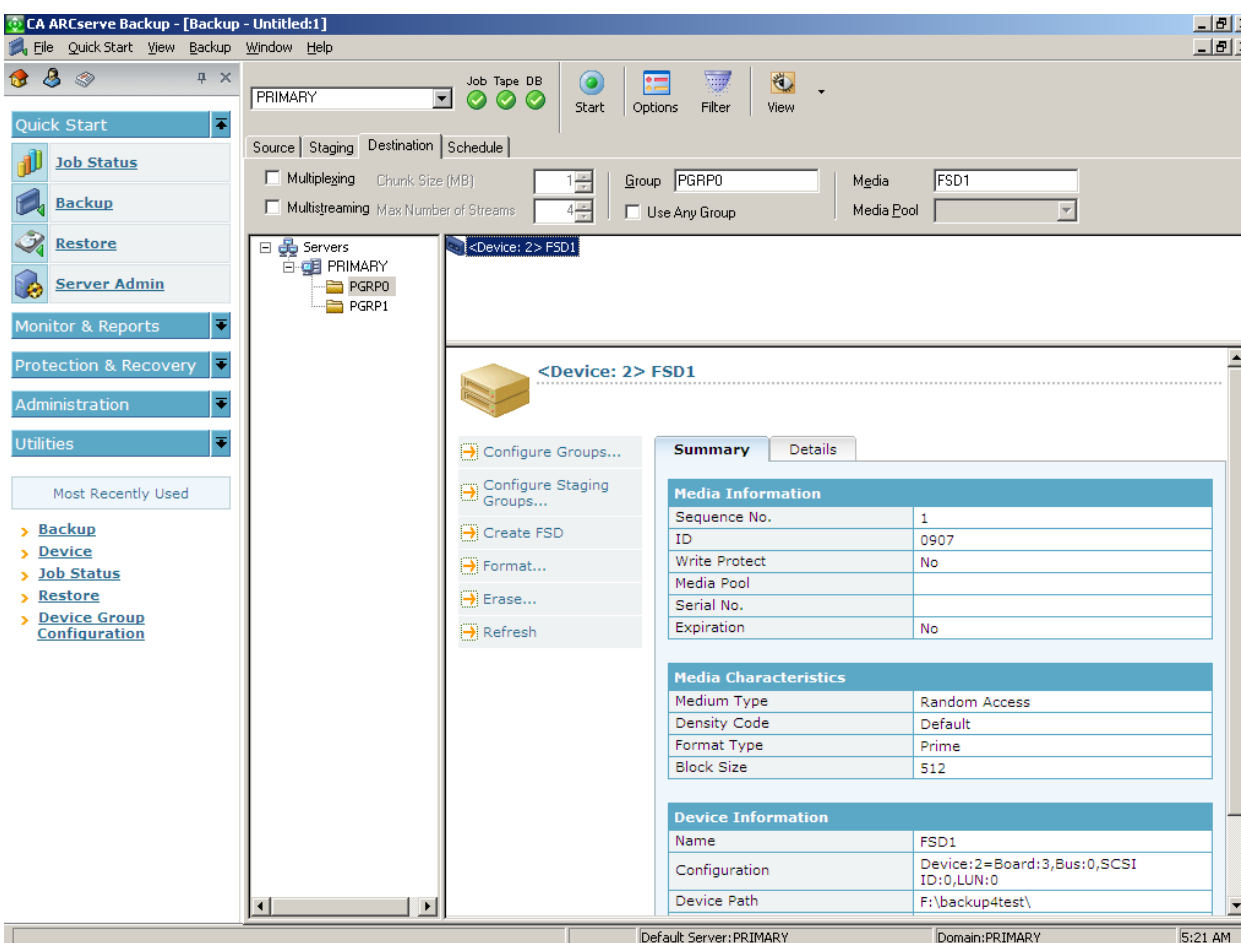 CA ARCserve Backup - [Backup - Untitled:1]
File Quick Start View Backup Window Help
PRIMARY
Job Tape DB
Start Options Filter View
Quick Start
Job Status
Backup
Restore
Server Admin
Monitor & Reports
Protection & Recovery
Administration
Utilities
Most Recently Used
Backup
Device
Job Status
Restore
Device Group
Configuration
Source Staging Destination Schedule
Multiplexing Chunk Size (MB) 1 Group PGRP0 Media FSD1
Multistreaming Max Number of Streams 4 Use Any Group Media Pool
Servers
PRIMARY
PGRP0
PGRP1
<Device: 2> FSD1
<Device: 2> FSD1
Configure Groups...
Configure Staging
Groups...
Create FSD
Format...
Erase...
Refresh
Summary Details
Media Information
Sequence No. 1
ID 0907
Write Protect No
Media Pool
Serial No.
Expiration No
Media Characteristics
Medium Type Random Access
Density Code Default
Format Type Prime
Block Size 512
Device Information
Name FSD1
Configuration Device:2=Board:3,Bus:0,SCSI
ID:0,LUN:0
Device Path F:\backup4test\
Default Server:PRIMARY Domain:PRIMARY 5:21 AM